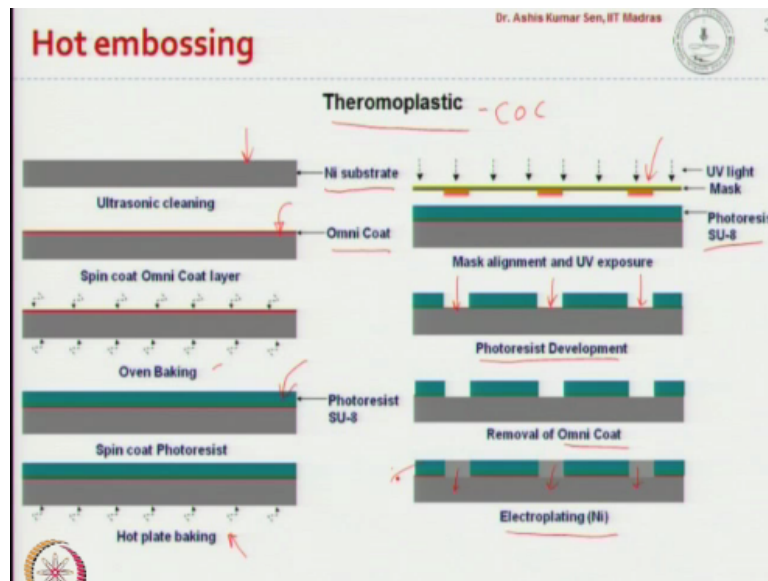 Dr. Ashis Kumar Sen, IIT Madras
Hot embossing
Theromoplastic - COC
Ni substrate
Ultrasonic cleaning
Omni Coat
Spin coat Omni Coat layer
Oven Baking
Photoresist
SU-8
Spin coat Photoresist
Hot plate baking
UV light
Mask
Photoresis
SU-8
Mask alignment and UV exposure
Photoresist Development
Removal of Omni Coat
Electroplating (Ni)